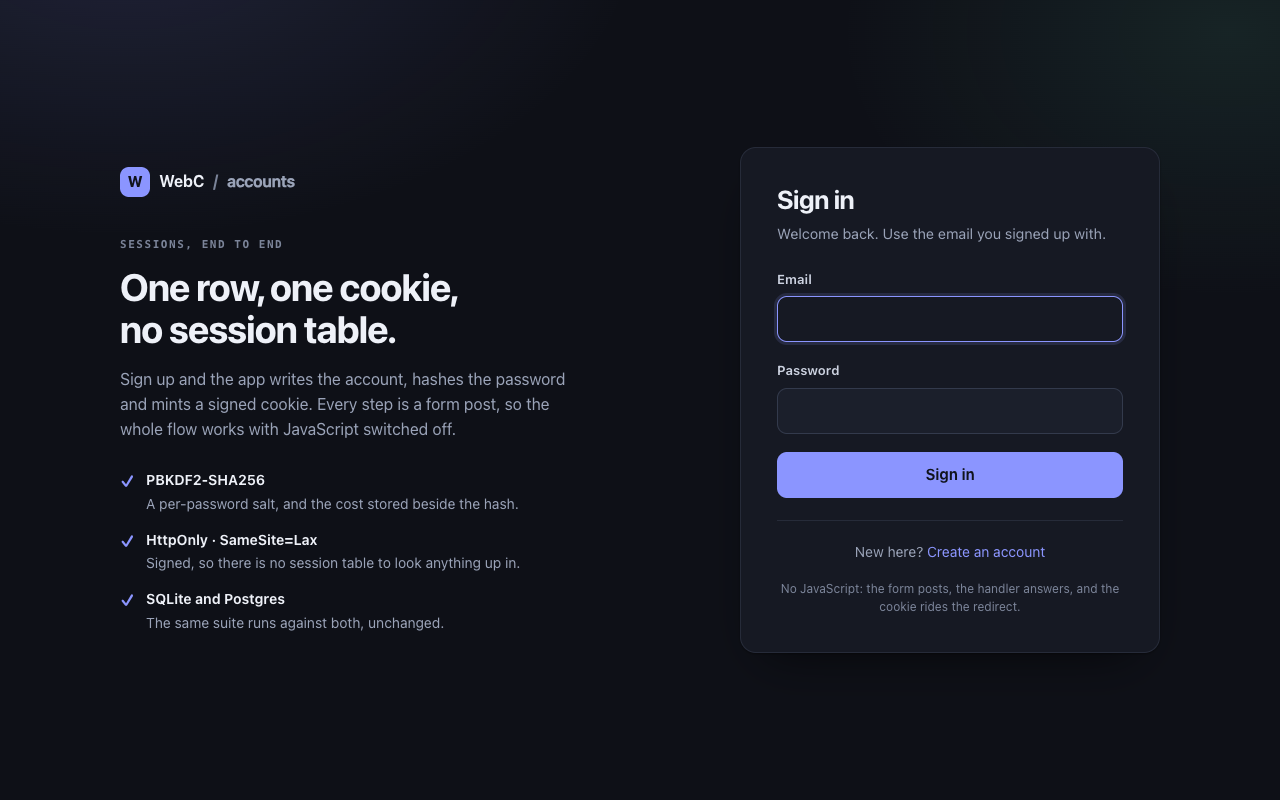 W WebC / accounts
SESSIONS, END TO END
One row, one cookie,
no session table.
Sign up and the app writes the account, hashes the password
and mints a signed cookie. Every step is a form post, so the
whole flow works with JavaScript switched off.
PBKDF2-SHA256
A per-password salt, and the cost stored beside the hash.
HttpOnly · SameSite=Lax
Signed, so there is no session table to look anything up in.
SQLite and Postgres
The same suite runs against both, unchanged.
Sign in
Welcome back. Use the email you signed up with.
Email
Password
Sign in
New here? Create an account
No JavaScript: the form posts, the handler answers, and the
cookie rides the redirect.